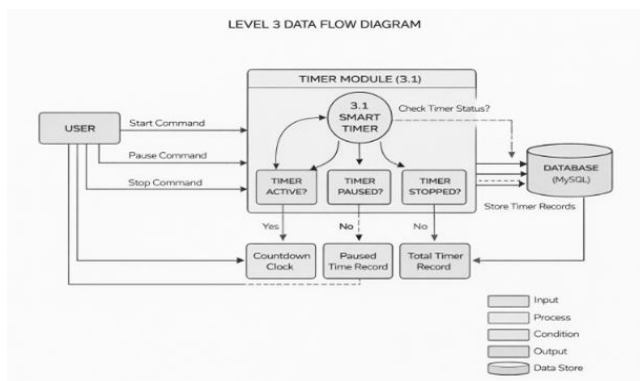 LEVEL 3 DATA FLOW DIAGRAM
TIMER MODULE (3.1)
3.1
SMART
TIMER
Check Timer Status?
USER
Start Command
Pause Command
Stop Command
TIMER
ACTIVE?
TIMER
PAUSED?
TIMER
STOPPED?
DATABASE
(MySQL)
Store Timer Records
Yes
No
No
Countdown
Clock
Paused
Time Record
Total Timer
Record
Input
Process
Condition
Output
Data Store